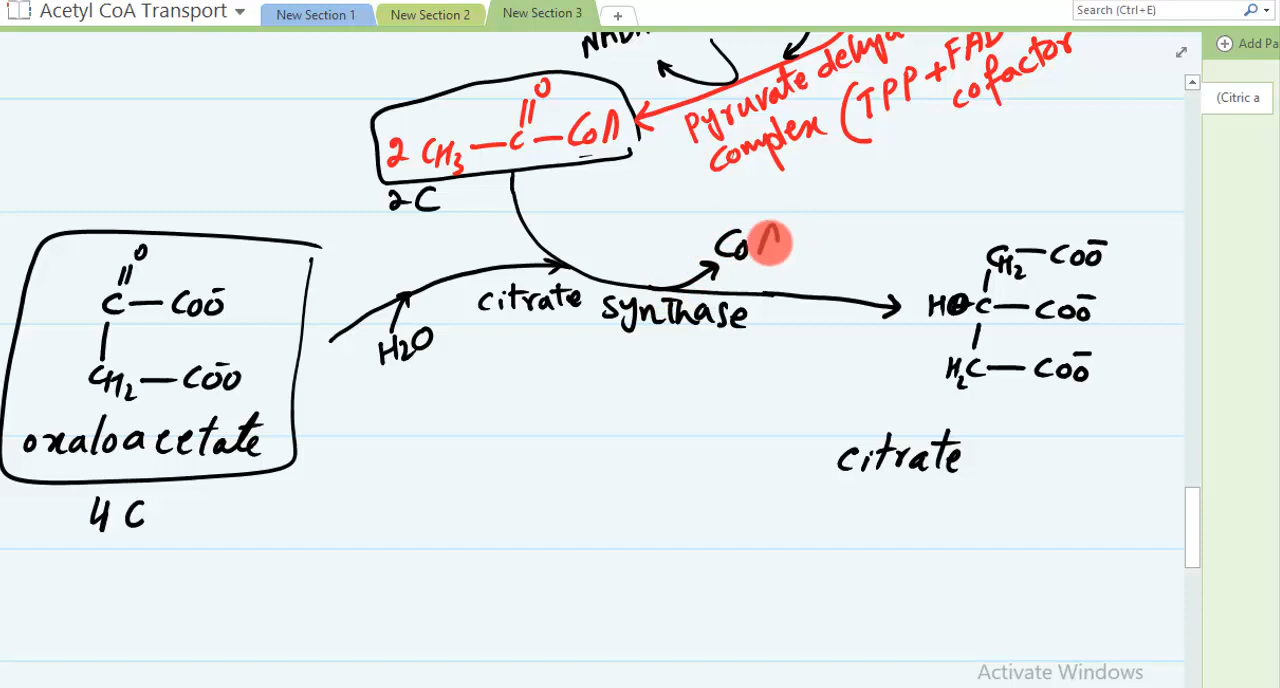 Acetyl CoA Transport
New Section 1
New Section 2
New Section 3
+
Search (Ctrl+E)
Add Pa
(Citric a
NADH
Pyruvate dehyd
complex (TPP + FAD
cofactor
O
2 CH3 — C — CoA
2C
O
C — COO-
CH2 — COO-
oxaloacetate
4 C
H2O
citrate synthase
CoA
CH2 — COO-
HO C — COO-
H2C — COO-
citrate
Activate Windows